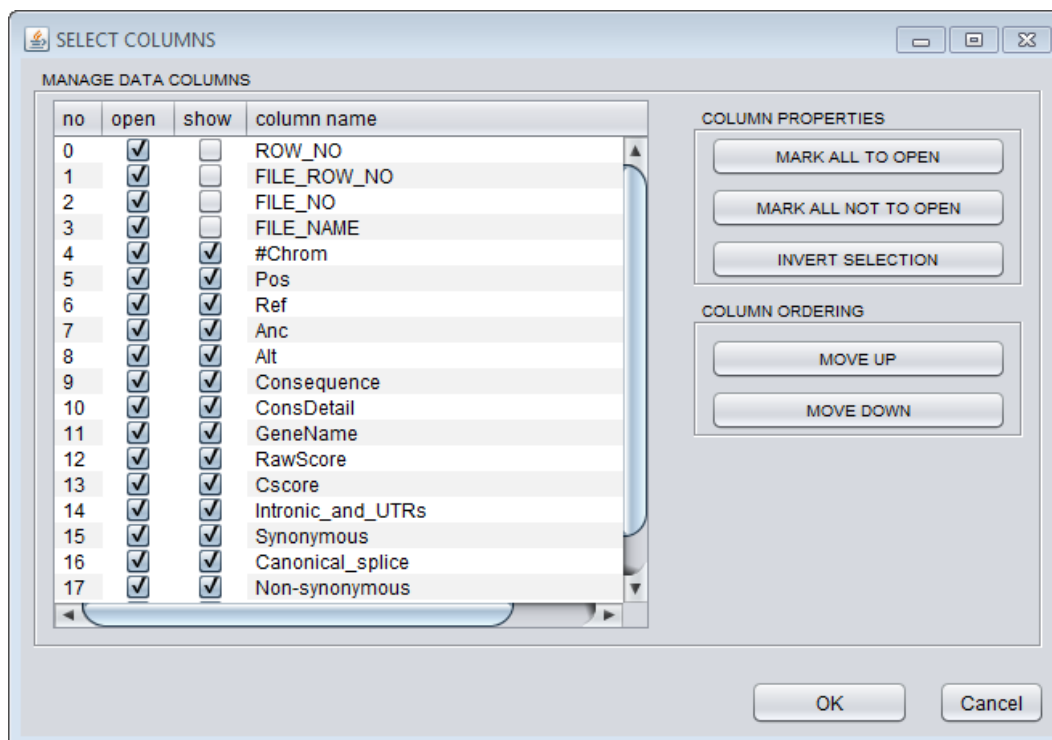 SELECT COLUMNS
MANAGE DATA COLUMNS
no open show column name
0 ROW_NO
1 FILE_ROW_NO
2 FILE_NO
3 FILE_NAME
4 #Chrom
5 Pos
6 Ref
7 Anc
8 Alt
9 Consequence
10 ConsDetail
11 GeneName
12 RawScore
13 Cscore
14 Intronic_and_UTRs
15 Synonymous
16 Canonical_splice
17 Non-synonymous
COLUMN PROPERTIES
MARK ALL TO OPEN
MARK ALL NOT TO OPEN
INVERT SELECTION
COLUMN ORDERING
MOVE UP
MOVE DOWN
OK Cancel